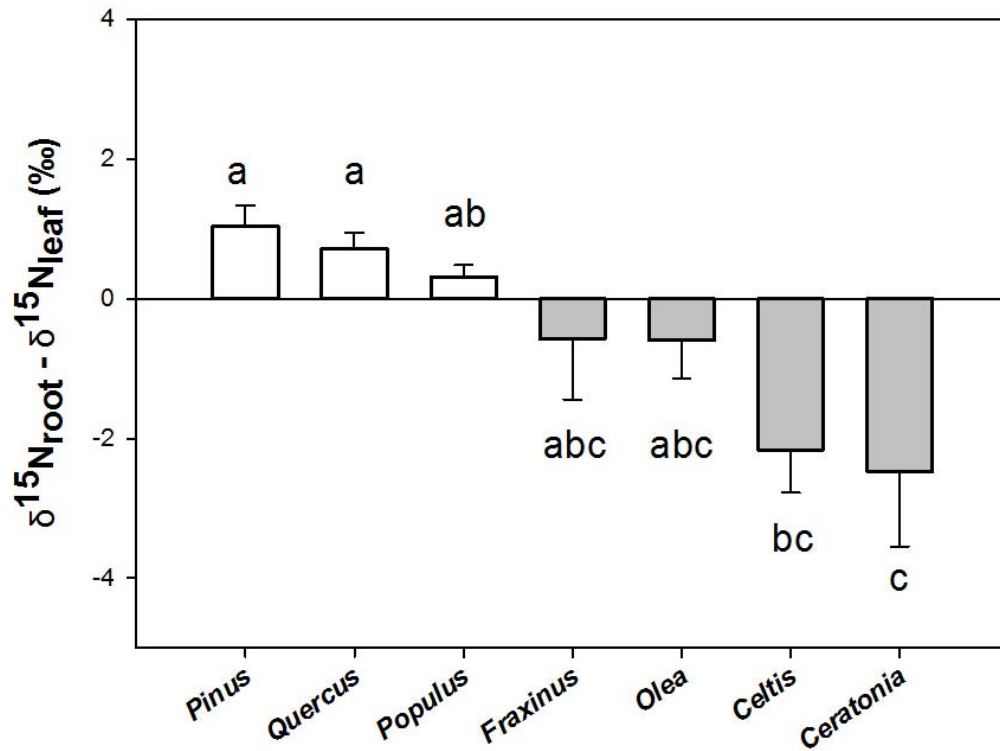 δ¹⁵Nroot - δ¹⁵Nleaf (‰)
4
2
0
-2
-4
a
a
ab
abc
abc
bc
c
Pinus
Quercus
Populus
Fraxinus
Olea
Celtis
Ceratonia